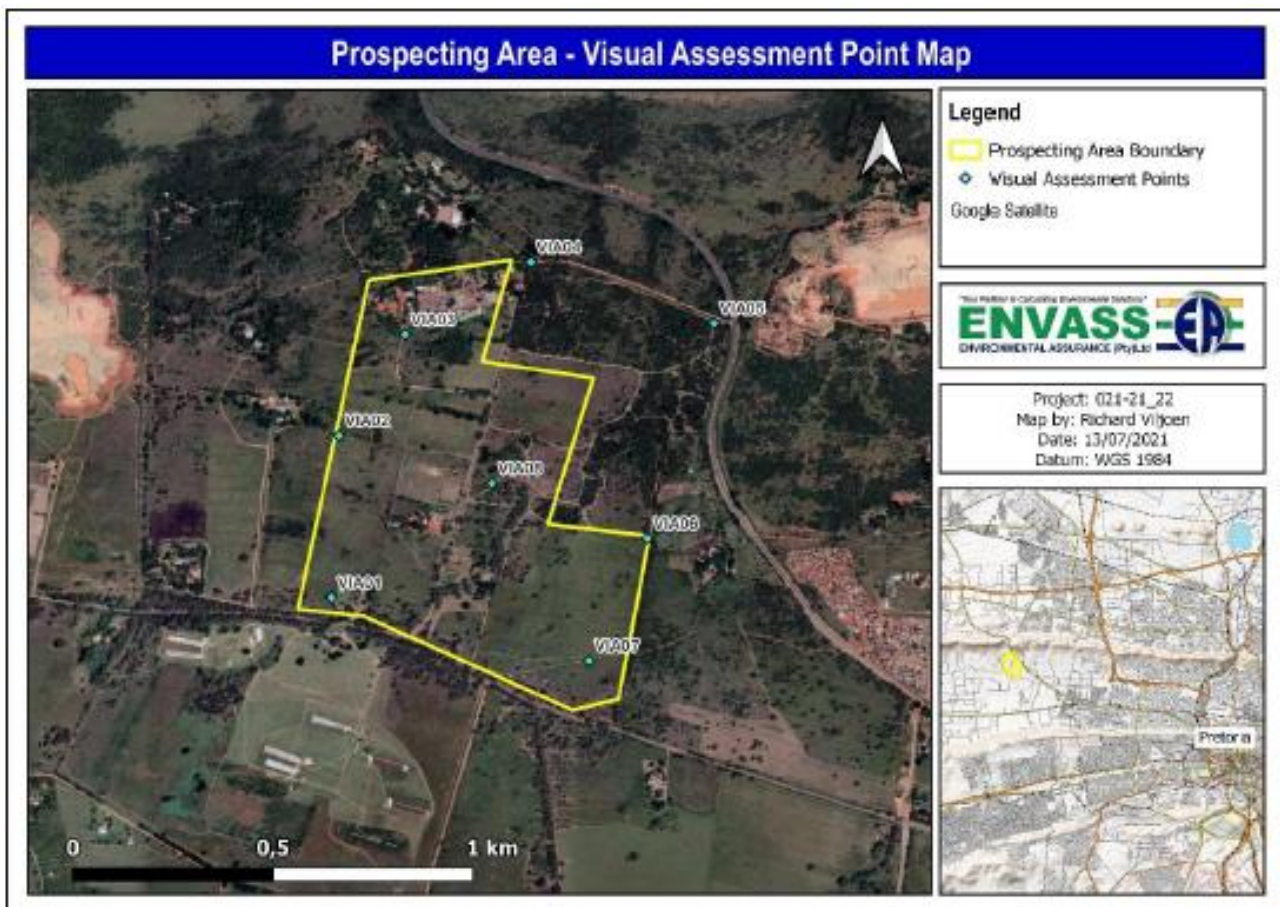 Prospecting Area - Visual Assessment Point Map
VIA04
VIA05
VIA03
VIA02
VIA08
VIA06
VIA01
VIA07
0 0,5 1 km
Legend
Prospecting Area Boundary
Visual Assessment Points
Google Satellite
ENVASS EA
ENVIRONMENTAL ASSURANCE (Pty)Ltd
Project: 021-21_22
Map by: Richard Viljoen
Date: 13/07/2021
Datum: WGS 1984
Pretoria